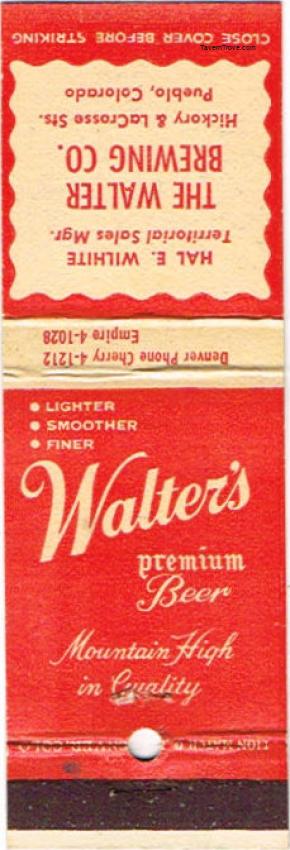 TavernTrove.com
CLOSE COVER BEFORE STRIKING
HAL E. WILHITE
Territorial Sales Mgr.
THE WALTER
BREWING CO.
Hickory & LaCrosse Sts.
Pueblo, Colorado
Denver Phone Cherry 4-1212
Empire 4-1028
• LIGHTER
• SMOOTHER
• FINER
Walter's
premium
Beer
Mountain High
in Quality